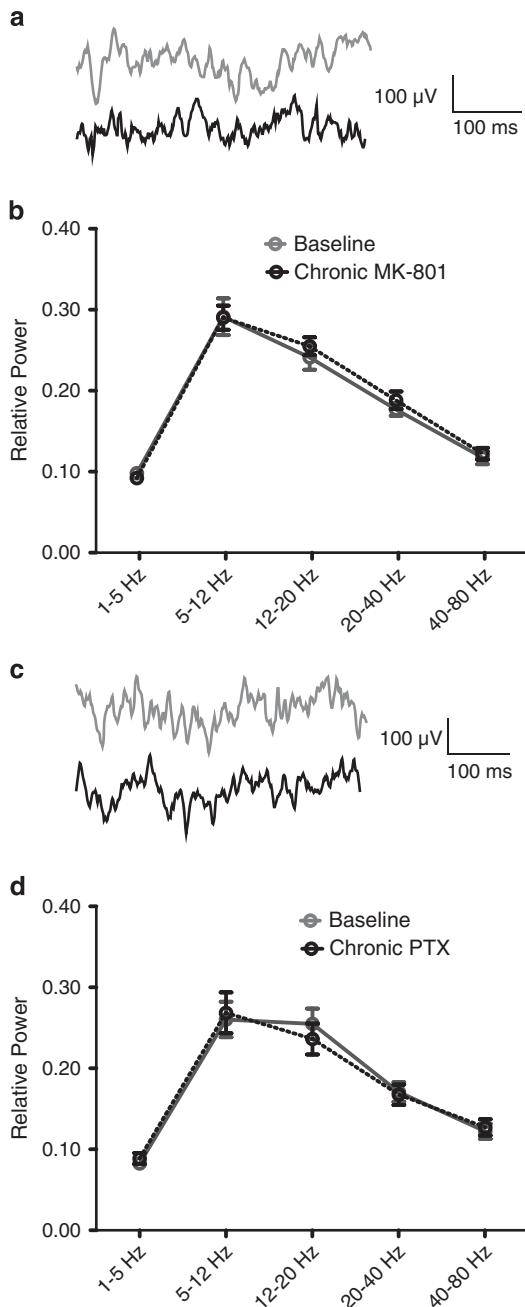 a
100 µV
100 ms
b
0.40
0.30
0.20
0.10
0.00
Relative Power
Baseline
Chronic MK-801
1-5 Hz
5-12 Hz
12-20 Hz
20-40 Hz
40-80 Hz
c
100 µV
100 ms
d
0.40
0.30
0.20
0.10
0.00
Relative Power
Baseline
Chronic PTX
1-5 Hz
5-12 Hz
12-20 Hz
20-40 Hz
40-80 Hz